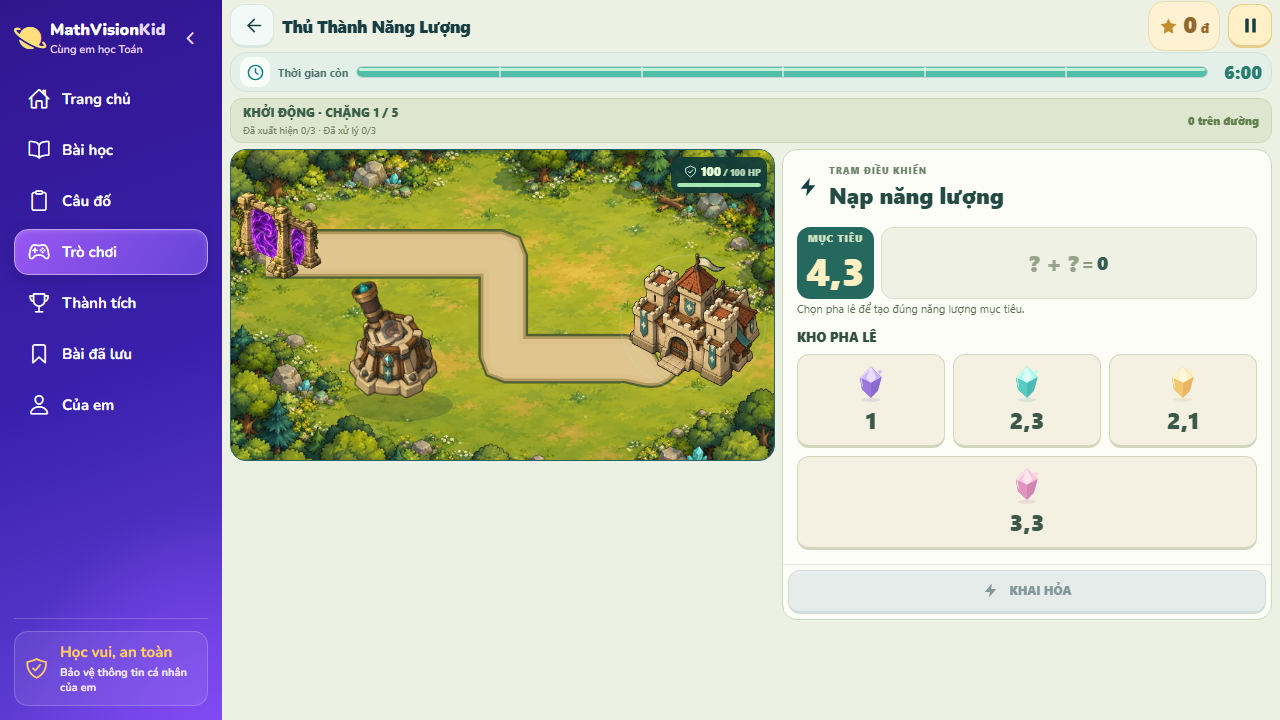 MathVisionKid
Cùng em học Toán
Trang chủ
Bài học
Câu đố
Trò chơi
Thành tích
Bài đã lưu
Của em
Học vui, an toàn
Bảo vệ thông tin cá nhân
của em
Thủ Thành Năng Lượng
0 đ
Thời gian còn
6:00
KHỞI ĐỘNG · CHẶNG 1 / 5
Đã xuất hiện 0/3 · Đã xử lý 0/3
0 trên đường
100 / 100 HP
TRẠM ĐIỀU KHIỂN
Nạp năng lượng
MỤC TIÊU
4,3
? + ? = 0
Chọn pha lê để tạo đúng năng lượng mục tiêu.
KHO PHA LÊ
1
2,3
2,1
3,3
KHAI HỎA